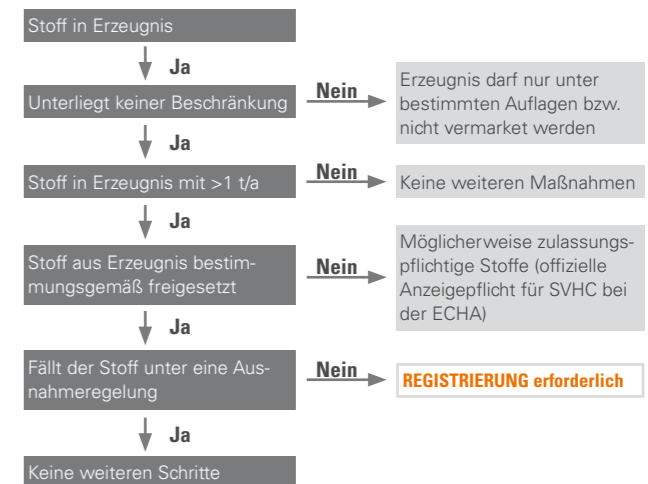 Stoff in Erzeugnis
Ja
Unterliegt keiner Beschränkung
Nein
Erzeugnis darf nur unter
bestimmten Auflagen bzw.
nicht vermarket werden
Ja
Stoff in Erzeugnis mit >1 t/a
Nein
Keine weiteren Maßnahmen
Ja
Stoff aus Erzeugnis bestim-
mungsgemäß freigesetzt
Nein
Möglicherweise zulassungs-
pflichtige Stoffe (offizielle
Anzeigepflicht für SVHC bei
der ECHA)
Ja
Fällt der Stoff unter eine Aus-
nahmeregelung
Nein
REGISTRIERUNG erforderlich
Ja
Keine weiteren Schritte